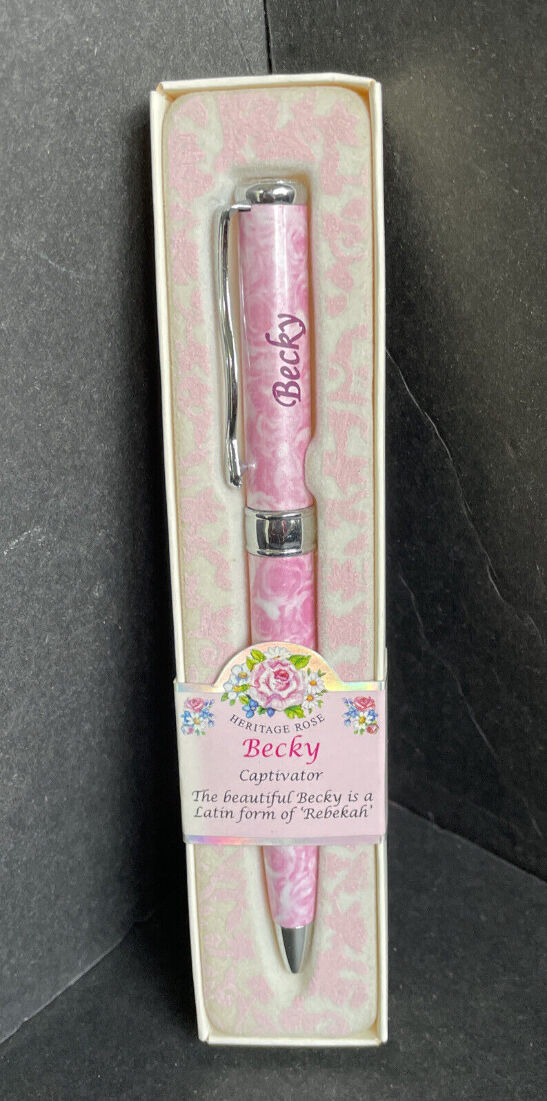 Becky
HERITAGE ROSE
Becky
Captivator
The beautiful Becky is a
Latin form of 'Rebekah'